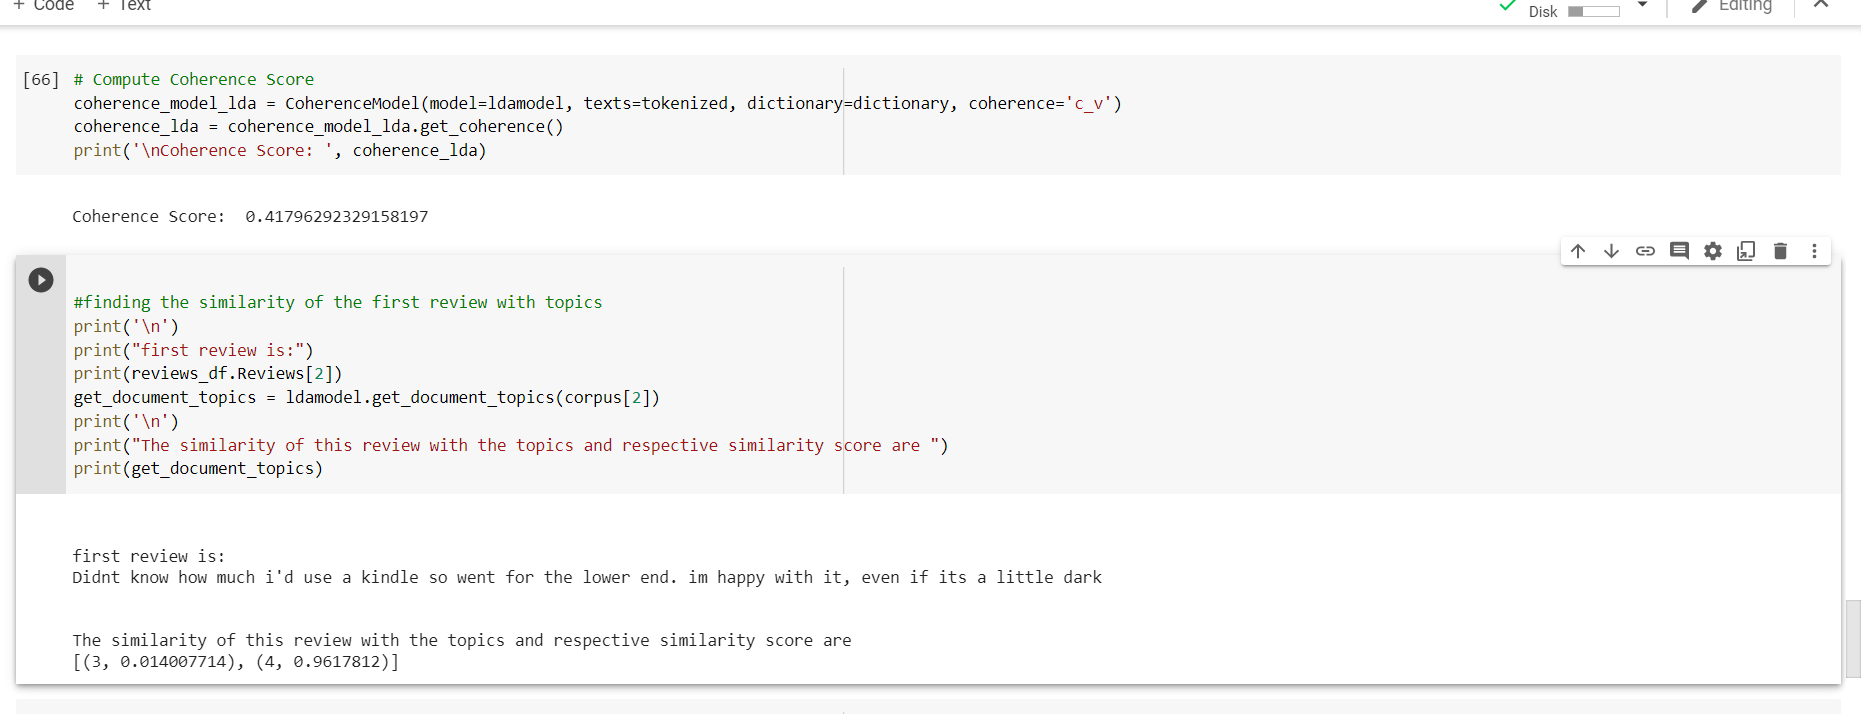 + Code + Text
Disk
Editing
[66] # Compute Coherence Score
coherence_model_lda = CoherenceModel(model=ldamodel, texts=tokenized, dictionary=dictionary, coherence='c_v')
coherence_lda = coherence_model_lda.get_coherence()
print('\nCoherence Score: ', coherence_lda)
Coherence Score:  0.41796292329158197
#finding the similarity of the first review with topics
print('\n')
print("first review is:")
print(reviews_df.Reviews[2])
get_document_topics = ldamodel.get_document_topics(corpus[2])
print('\n')
print("The similarity of this review with the topics and respective similarity score are ")
print(get_document_topics)
first review is:
Didnt know how much i'd use a kindle so went for the lower end. im happy with it, even if its a little dark
The similarity of this review with the topics and respective similarity score are
[(3, 0.014007714), (4, 0.9617812)]